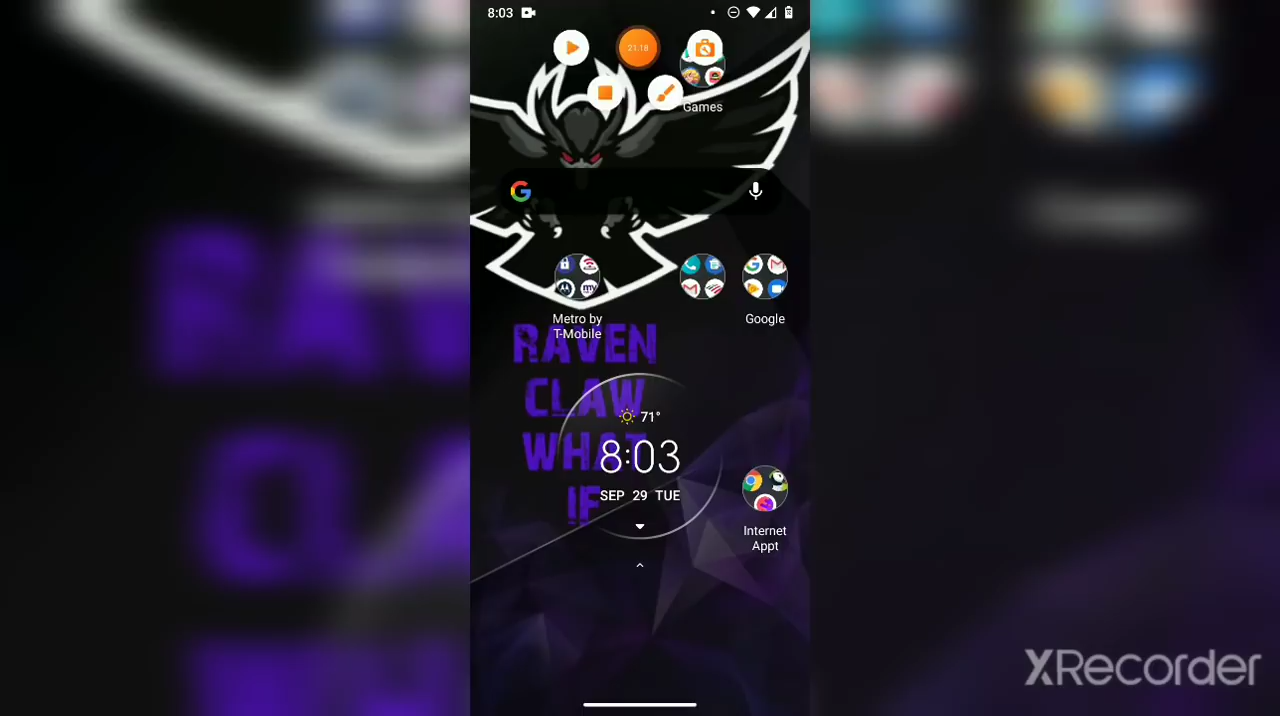 8:03
21:18
Games
Metro by
T-Mobile
Google
RAVEN
CLAW
WHAT
IF
71°
8:03
SEP 29 TUE
Internet
Appt
XRecorder